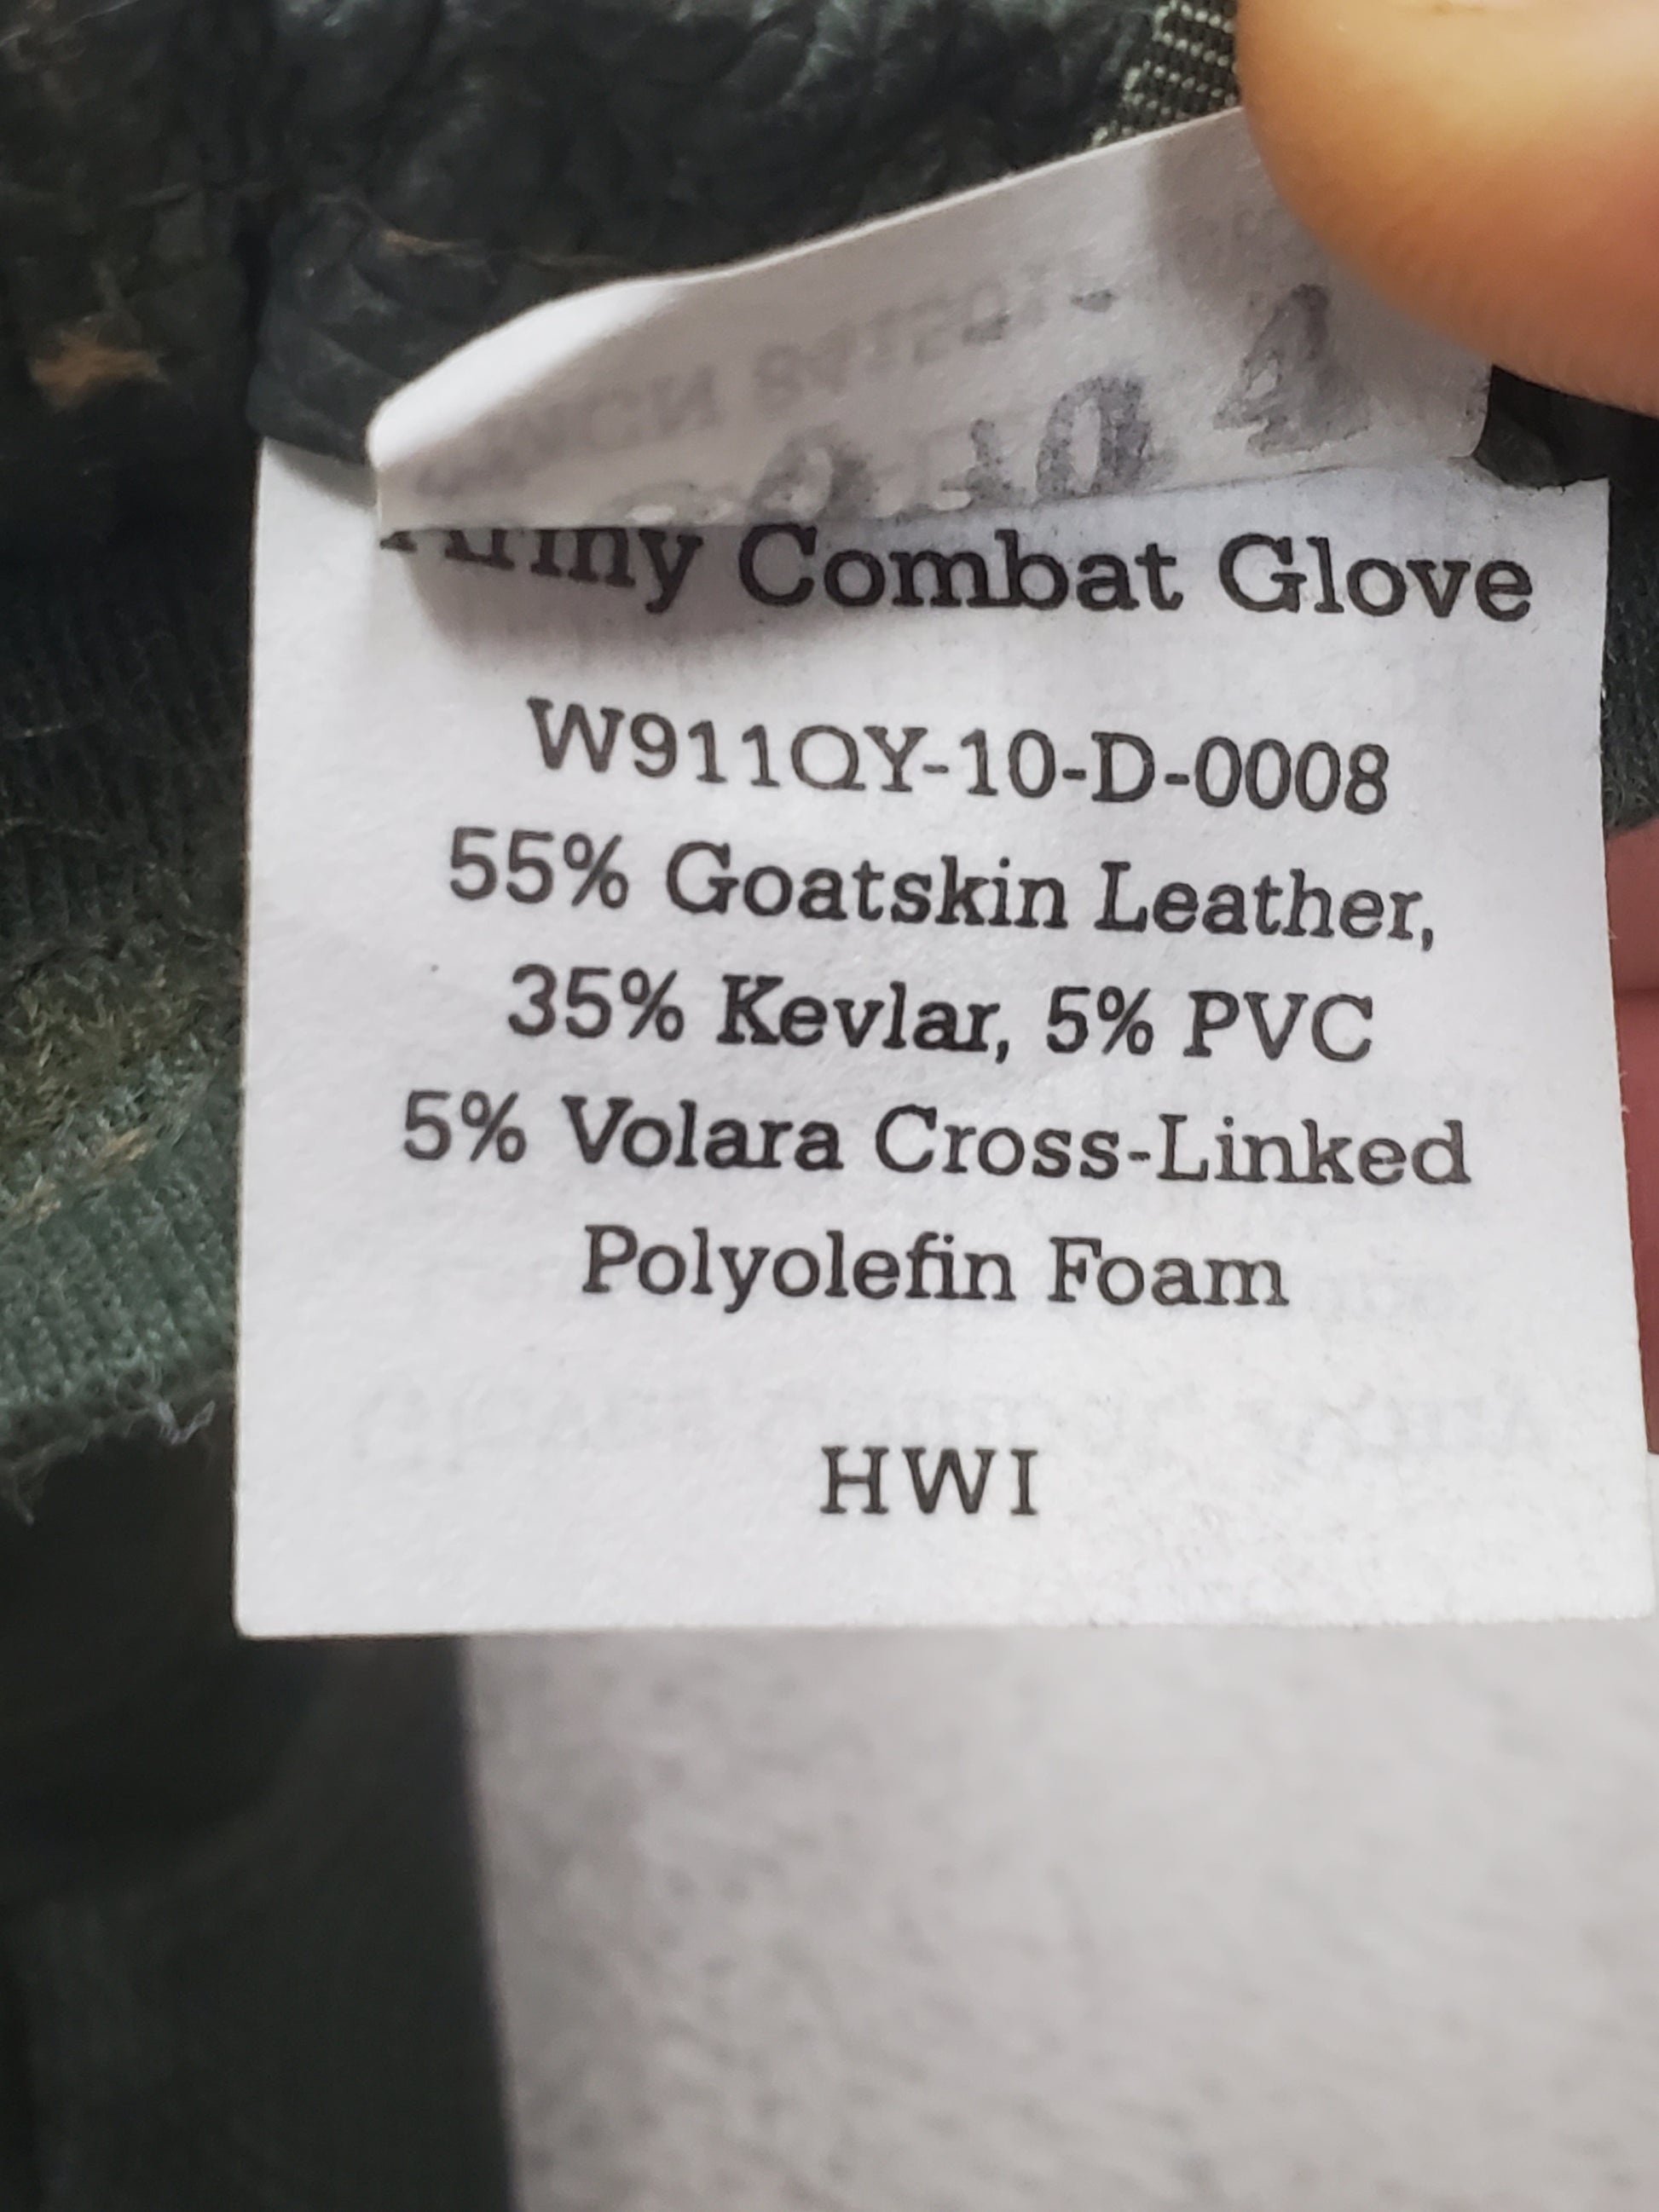 Army Combat Glove
W911QY-10-D-0008
55% Goatskin Leather,
35% Kevlar, 5% PVC
5% Volara Cross-Linked
Polyolefin Foam
HWI